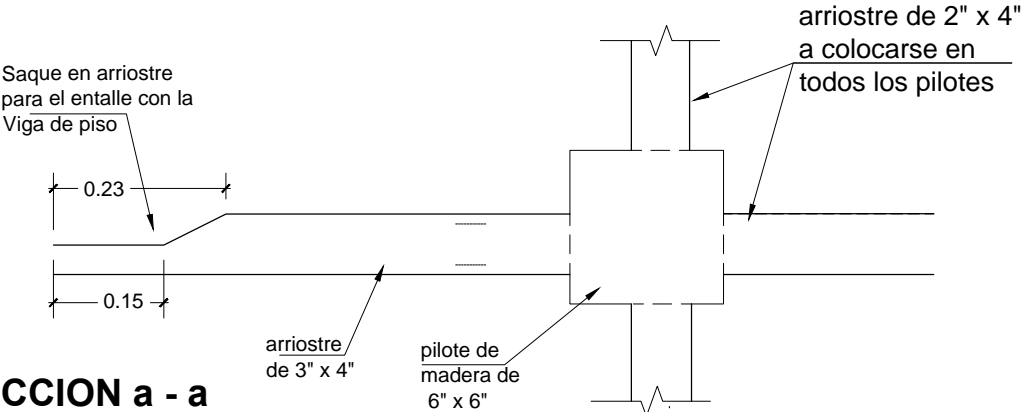 arriostre de 2" x 4"
a colocarse en
todos los pilotes
Saque en arriostre
para el entalle con la
Viga de piso
0.23
0.15
arriostre
de 3" x 4"
pilote de
madera de
6" x 6"
CCION a - a